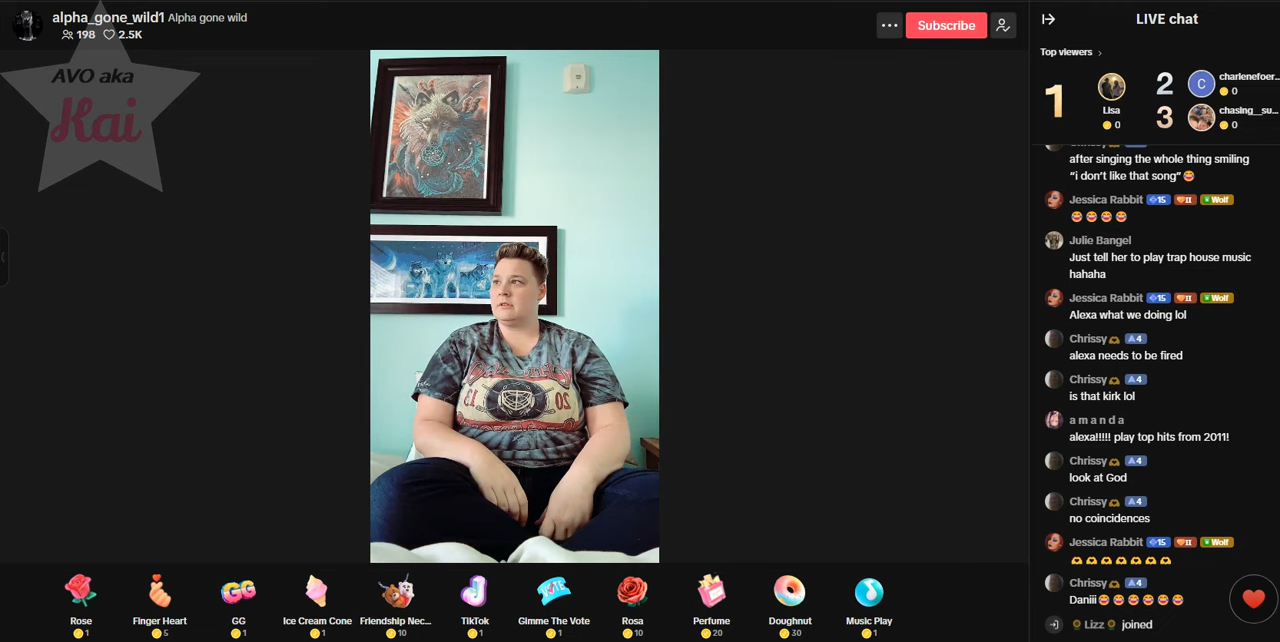 alpha_gone_wild1 Alpha gone wild
198 2.5K
AVO aka
Kai
Subscribe
LIVE chat
Top viewers
1
Lisa
0
2
C
charlenefoer...
0
3
chasing__su...
0
after singing the whole thing smiling
“i don’t like that song”
Jessica Rabbit 15 II Wolf
Julie Bangel
Just tell her to play trap house music
hahaha
Jessica Rabbit 15 II Wolf
Alexa what we doing lol
Chrissy 4
alexa needs to be fired
Chrissy 4
is that kirk lol
a m a n d a
alexa!!!!! play top hits from 2011!
Chrissy 4
look at God
Chrissy 4
no coincidences
Jessica Rabbit 15 II Wolf
Chrissy 4
Daniii
Lizz joined
20 13
GG
Rose
1
Finger Heart
5
GG
1
Ice Cream Cone
1
Friendship Nec...
10
TikTok
1
Gimme The Vote
1
Rosa
10
Perfume
20
Doughnut
30
Music Play
1